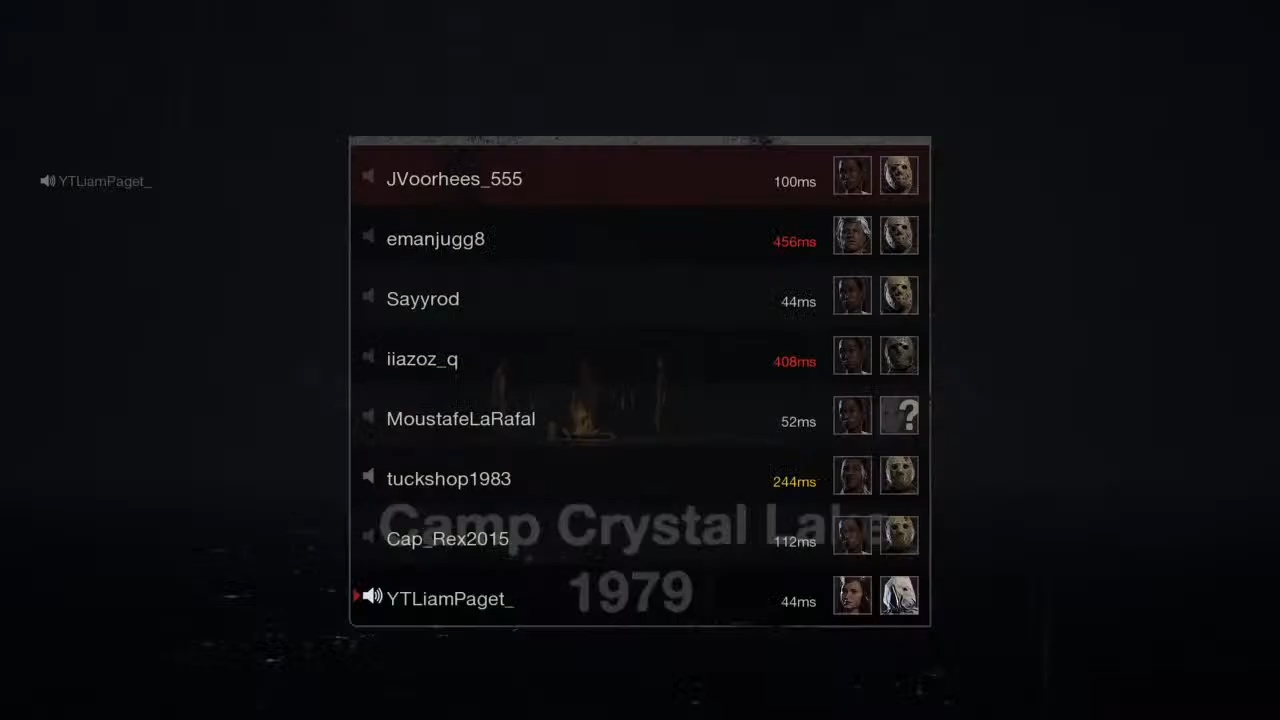 YTLiamPaget_
JVoorhees_555 100ms
emanjugg8 456ms
Sayyrod 44ms
iiazoz_q 408ms
MoustafeLaRafal 52ms
?
tuckshop1983 244ms
Camp Crystal Lake
Cap_Rex2015 112ms
1979
YTLiamPaget_ 44ms